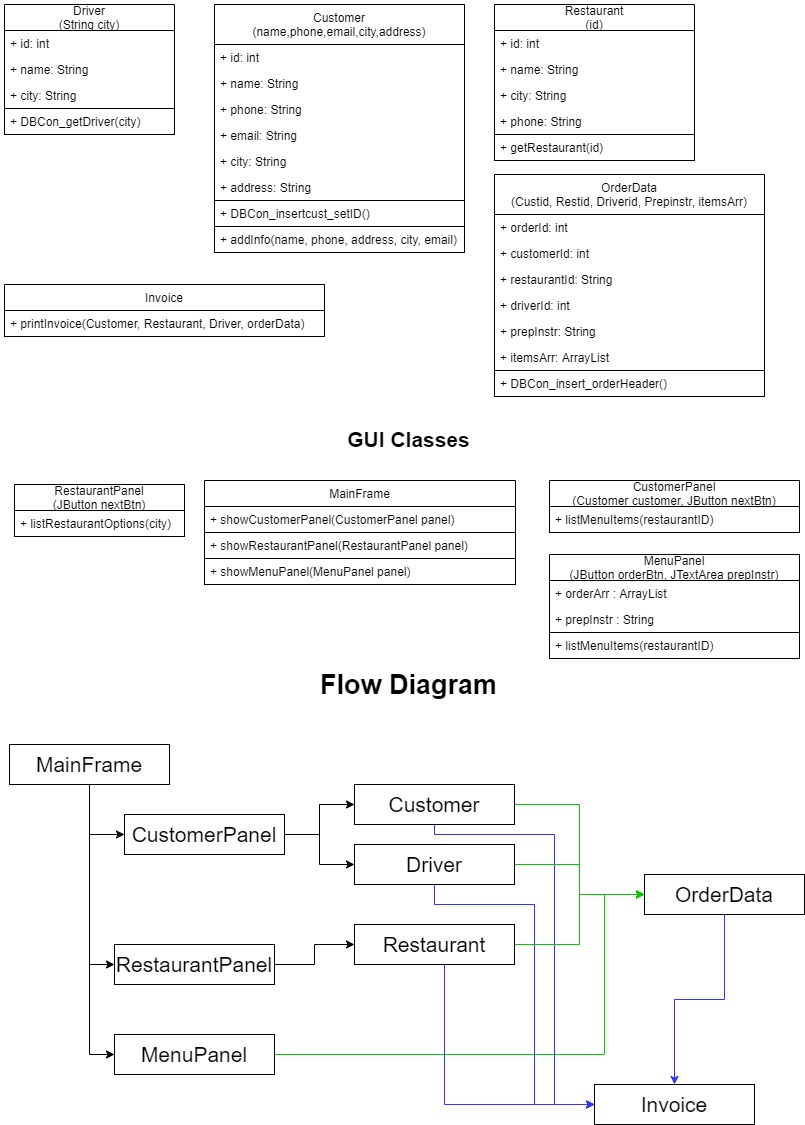 Driver
(String city)
+ id: int
+ name: String
+ city: String
+ DBCon_getDriver(city)
Customer
(name,phone,email,city,address)
+ id: int
+ name: String
+ phone: String
+ email: String
+ city: String
+ address: String
+ DBCon_insertcust_setID()
+ addInfo(name, phone, address, city, email)
Restaurant
(id)
+ id: int
+ name: String
+ city: String
+ phone: String
+ getRestaurant(id)
OrderData
(Custid, Restid, Driverid, Prepinstr, itemsArr)
+ orderId: int
+ customerId: int
+ restaurantId: String
+ driverId: int
+ prepInstr: String
+ itemsArr: ArrayList
+ DBCon_insert_orderHeader()
Invoice
+ printInvoice(Customer, Restaurant, Driver, orderData)
GUI Classes
RestaurantPanel
(JButton nextBtn)
+ listRestaurantOptions(city)
MainFrame
+ showCustomerPanel(CustomerPanel panel)
+ showRestaurantPanel(RestaurantPanel panel)
+ showMenuPanel(MenuPanel panel)
CustomerPanel
(Customer customer, JButton nextBtn)
+ listMenuItems(restaurantID)
MenuPanel
(JButton orderBtn, JTextArea prepInstr)
+ orderArr : ArrayList
+ prepInstr : String
+ listMenuItems(restaurantID)
Flow Diagram
MainFrame
CustomerPanel
Customer
Driver
OrderData
RestaurantPanel
Restaurant
MenuPanel
Invoice